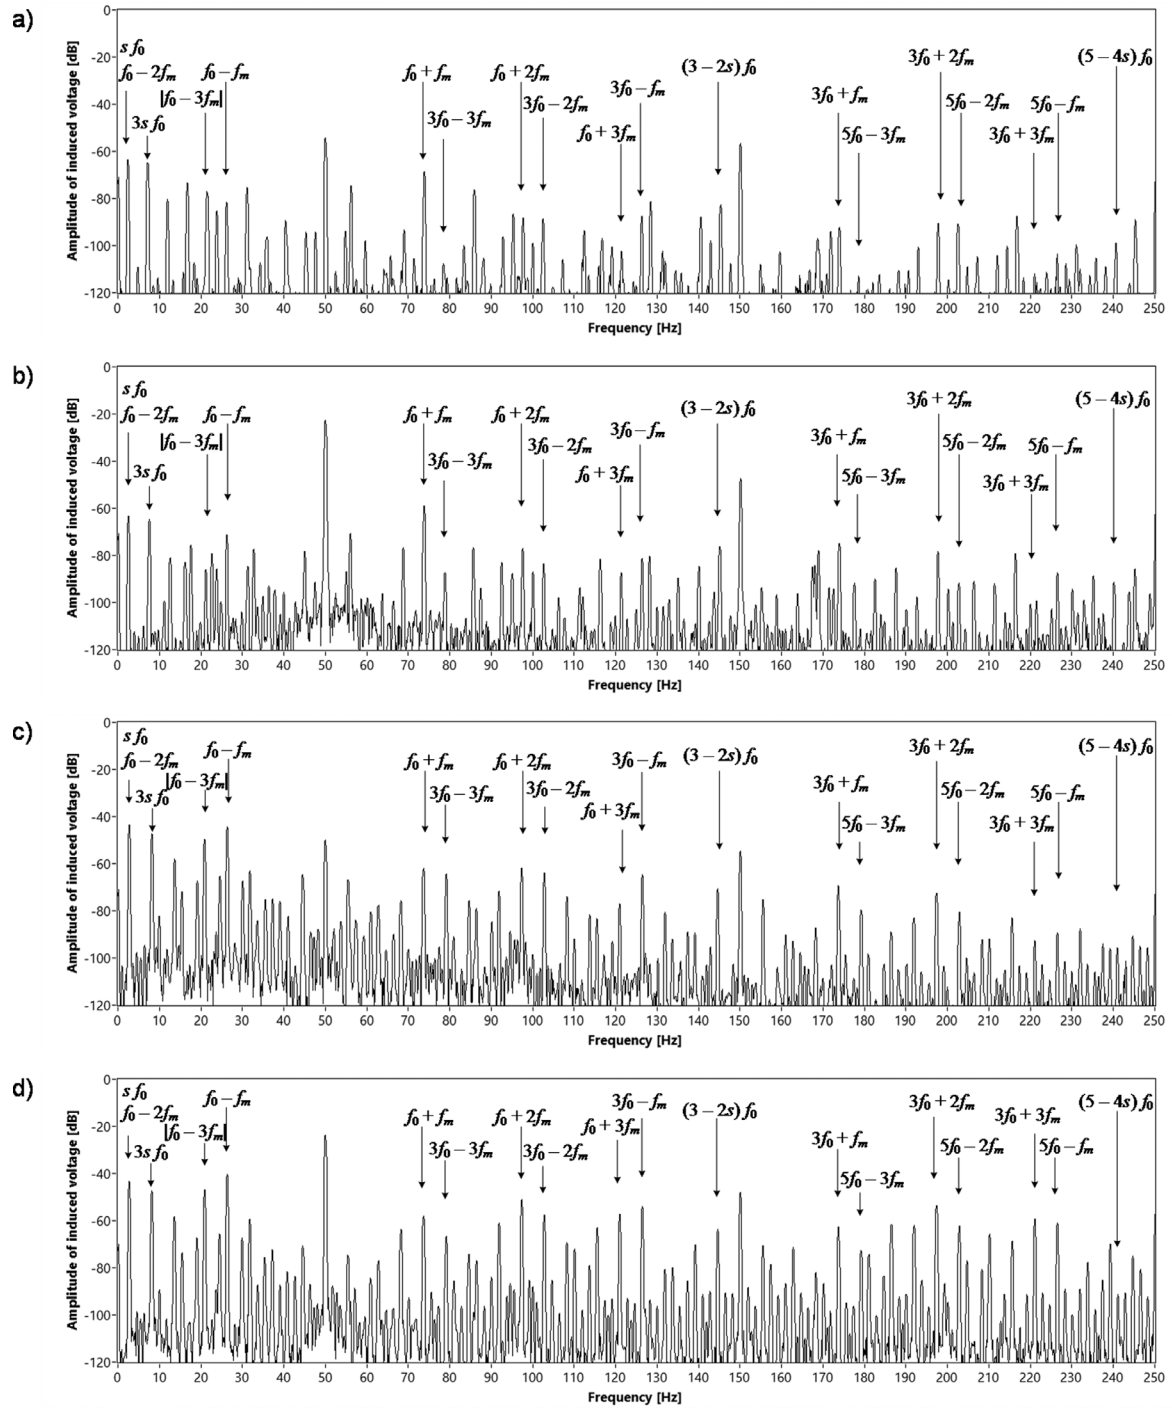 a)
Amplitude of induced voltage [dB]
0
-20
-40
-60
-80
-100
-120
s f₀
f₀ − 2fₘ
f₀ − fₘ
|f₀ − 3fₘ|
3s f₀
f₀ + fₘ
3f₀ − 3fₘ
f₀ + 2fₘ
3f₀ − 2fₘ
f₀ + 3fₘ
3f₀ − fₘ
(3 − 2s) f₀
3f₀ + fₘ
5f₀ − 3fₘ
3f₀ + 2fₘ
5f₀ − 2fₘ
3f₀ + 3fₘ
5f₀ − fₘ
(5 − 4s) f₀
0 10 20 30 40 50 60 70 80 90 100 110 120 130 140 150 160 170 180 190 200 210 220 230 240 250
Frequency [Hz]
b)
Amplitude of induced voltage [dB]
0
-20
-40
-60
-80
-100
-120
s f₀
f₀ − 2fₘ
f₀ − fₘ
|f₀ − 3fₘ|
3s f₀
f₀ + fₘ
3f₀ − 3fₘ
f₀ + 2fₘ
3f₀ − 2fₘ
f₀ + 3fₘ
3f₀ − fₘ
(3 − 2s) f₀
3f₀ + fₘ
5f₀ − 3fₘ
3f₀ + 2fₘ
5f₀ − 2fₘ
3f₀ + 3fₘ
5f₀ − fₘ
(5 − 4s) f₀
0 10 20 30 40 50 60 70 80 90 100 110 120 130 140 150 160 170 180 190 200 210 220 230 240 250
Frequency [Hz]
c)
Amplitude of induced voltage [dB]
0
-20
-40
-60
-80
-100
-120
s f₀
f₀ − 2fₘ
f₀ − fₘ
|f₀ − 3fₘ|
3s f₀
f₀ + fₘ
3f₀ − 3fₘ
f₀ + 2fₘ
3f₀ − 2fₘ
f₀ + 3fₘ
3f₀ − fₘ
(3 − 2s) f₀
3f₀ + fₘ
5f₀ − 3fₘ
3f₀ + 2fₘ
5f₀ − 2fₘ
3f₀ + 3fₘ
5f₀ − fₘ
(5 − 4s) f₀
0 10 20 30 40 50 60 70 80 90 100 110 120 130 140 150 160 170 180 190 200 210 220 230 240 250
Frequency [Hz]
d)
Amplitude of induced voltage [dB]
0
-20
-40
-60
-80
-100
-120
s f₀
f₀ − 2fₘ
f₀ − fₘ
|f₀ − 3fₘ|
3s f₀
f₀ + fₘ
3f₀ − 3fₘ
f₀ + 2fₘ
3f₀ − 2fₘ
f₀ + 3fₘ
3f₀ − fₘ
(3 − 2s) f₀
3f₀ + fₘ
5f₀ − 3fₘ
3f₀ + 2fₘ
5f₀ − 2fₘ
3f₀ + 3fₘ
5f₀ − fₘ
(5 − 4s) f₀
0 10 20 30 40 50 60 70 80 90 100 110 120 130 140 150 160 170 180 190 200 210 220 230 240 250
Frequency [Hz]